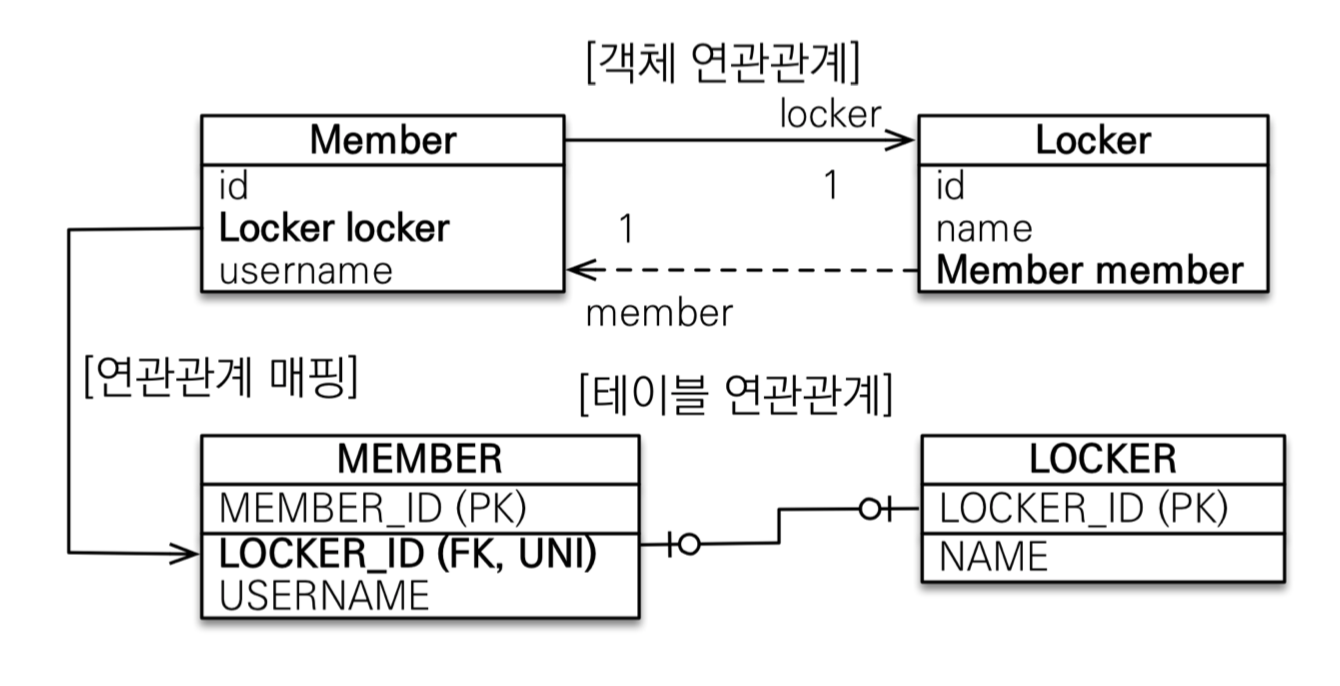 [객체 연관관계]
locker
Member
id
Locker locker
username
1
1
member
Locker
id
name
Member member
[연관관계 매핑]
[테이블 연관관계]
MEMBER
MEMBER_ID (PK)
LOCKER_ID (FK, UNI)
USERNAME
LOCKER
LOCKER_ID (PK)
NAME